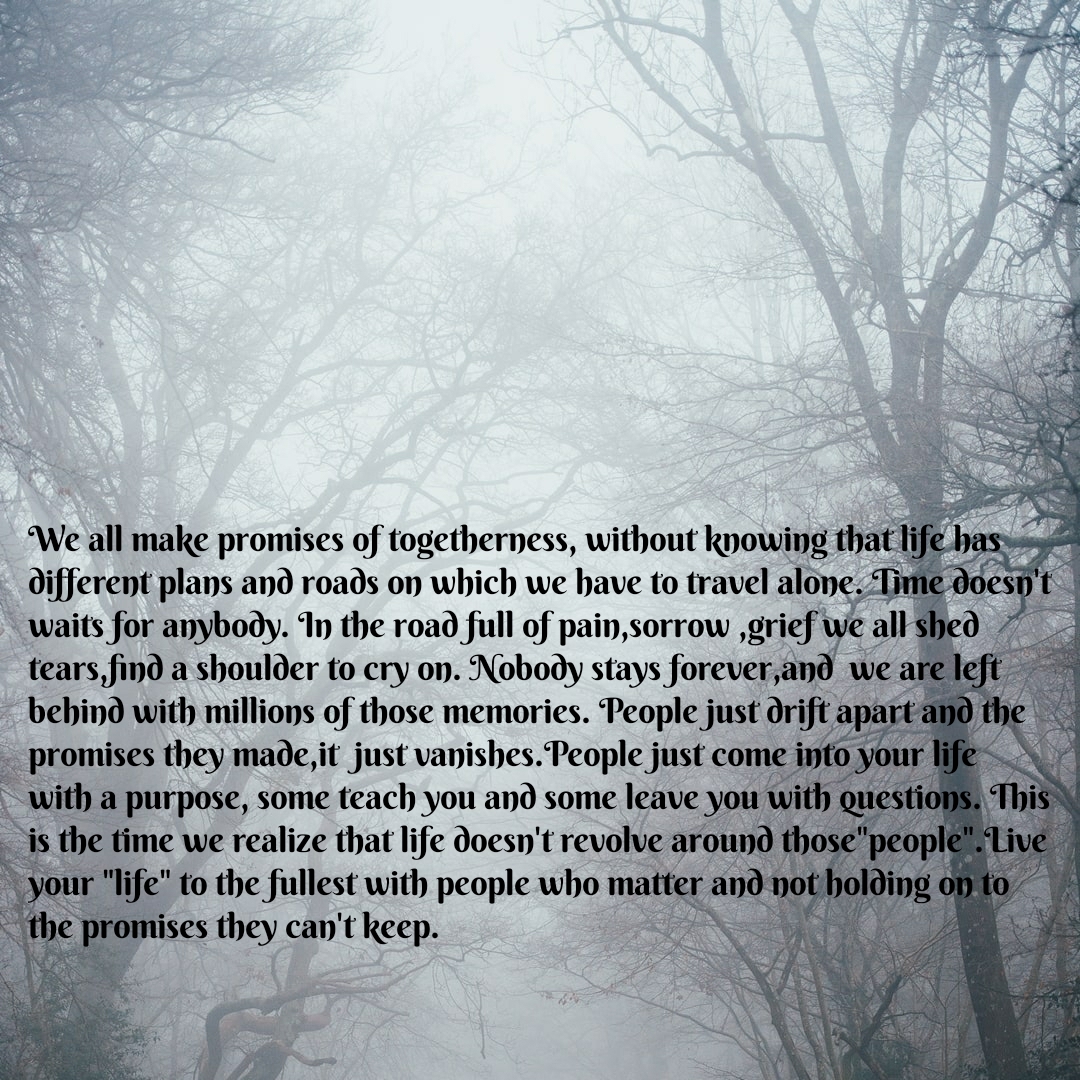 We all make promises of togetherness, without knowing that life has
different plans and roads on which we have to travel alone. Time doesn't
waits for anybody. In the road full of pain,sorrow ,grief we all shed
tears,find a shoulder to cry on. Nobody stays forever,and  we are left
behind with millions of those memories. People just drift apart and the
promises they made,it  just vanishes.People just come into your life
with a purpose, some teach you and some leave you with questions. This
is the time we realize that life doesn't revolve around those"people".Live
your "life" to the fullest with people who matter and not holding on to
the promises they can't keep.